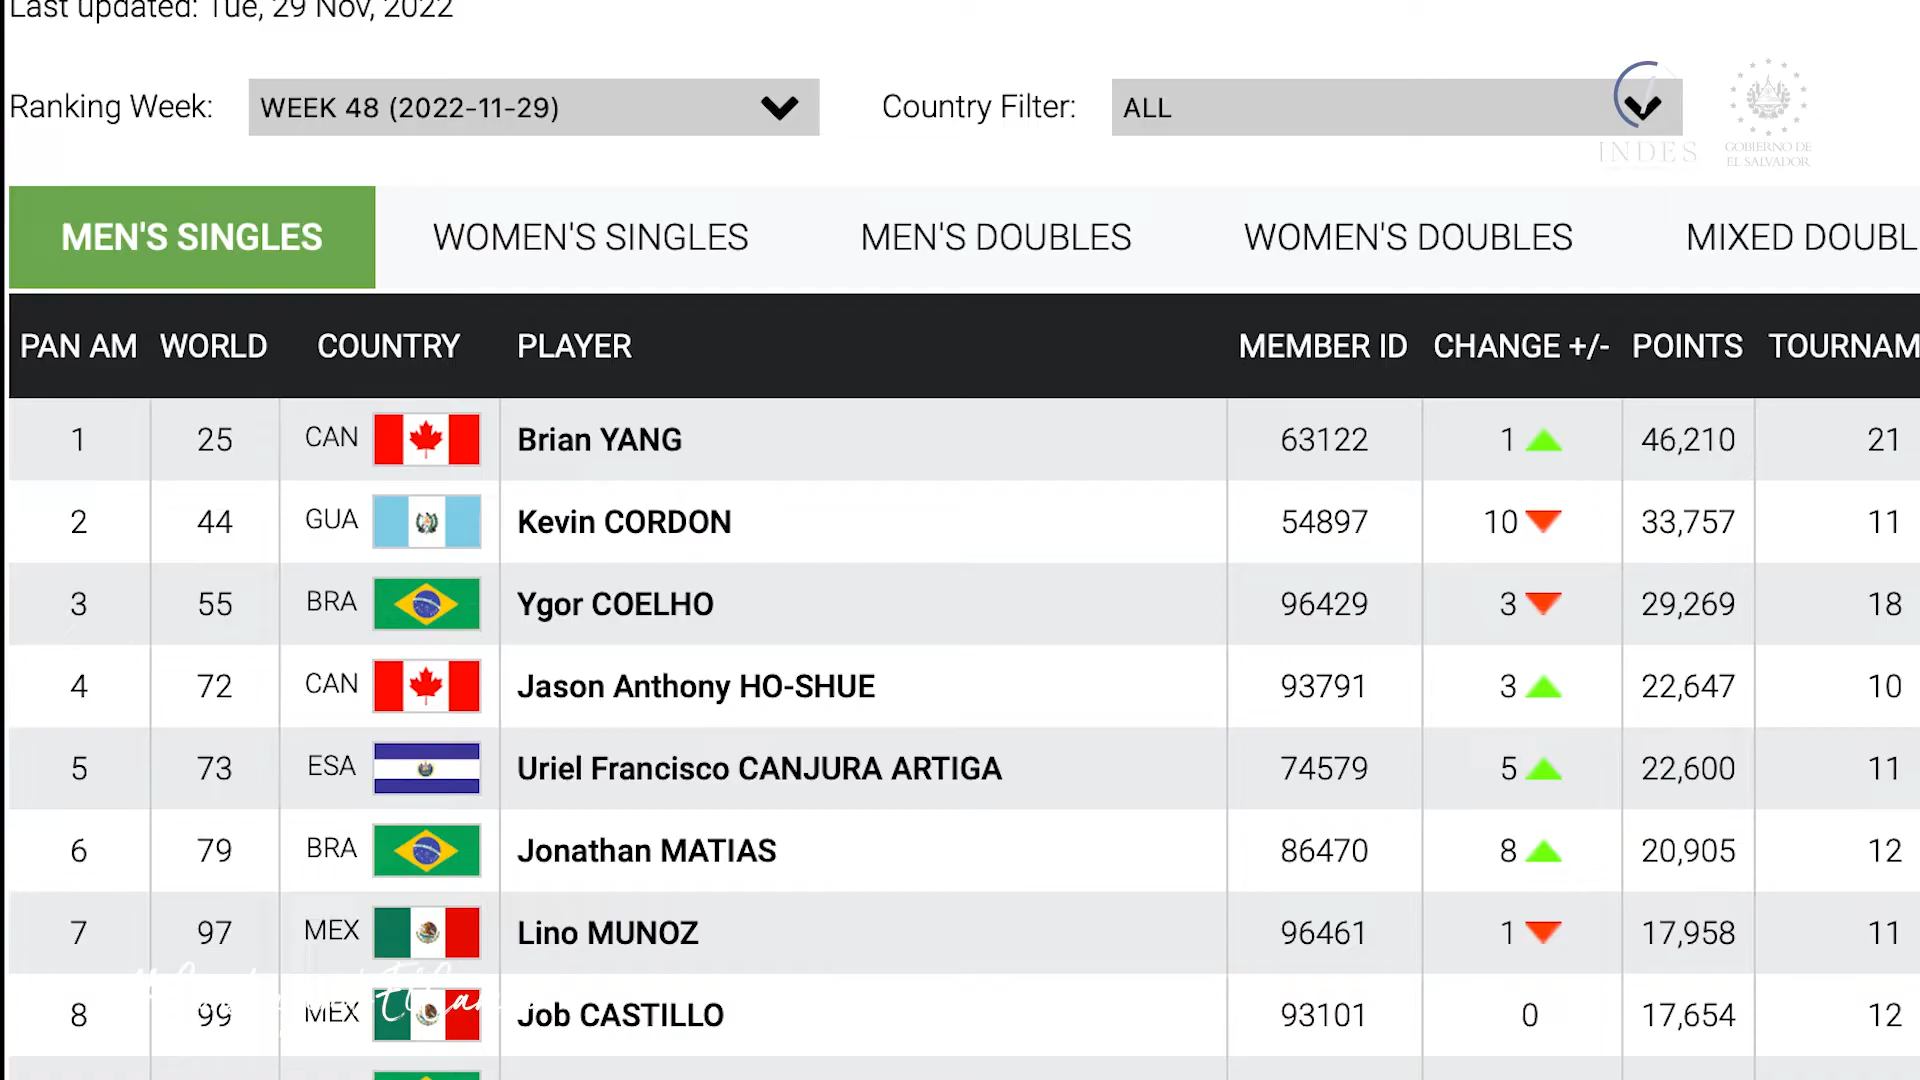 Last updated: Tue, 29 Nov, 2022
Ranking Week: WEEK 48 (2022-11-29) Country Filter: ALL
INDES
GOBIERNO DE
EL SALVADOR
MEN'S SINGLES WOMEN'S SINGLES MEN'S DOUBLES WOMEN'S DOUBLES MIXED DOUBL
PAN AM WORLD COUNTRY PLAYER MEMBER ID CHANGE +/- POINTS TOURNAM
1 25 CAN Brian YANG 63122 1 46,210 21
2 44 GUA Kevin CORDON 54897 10 33,757 11
3 55 BRA Ygor COELHO 96429 3 29,269 18
4 72 CAN Jason Anthony HO-SHUE 93791 3 22,647 10
5 73 ESA Uriel Francisco CANJURA ARTIGA 74579 5 22,600 11
6 79 BRA Jonathan MATIAS 86470 8 20,905 12
7 97 MEX Lino MUNOZ 96461 1 17,958 11
8 99 MEX Job CASTILLO 93101 0 17,654 12